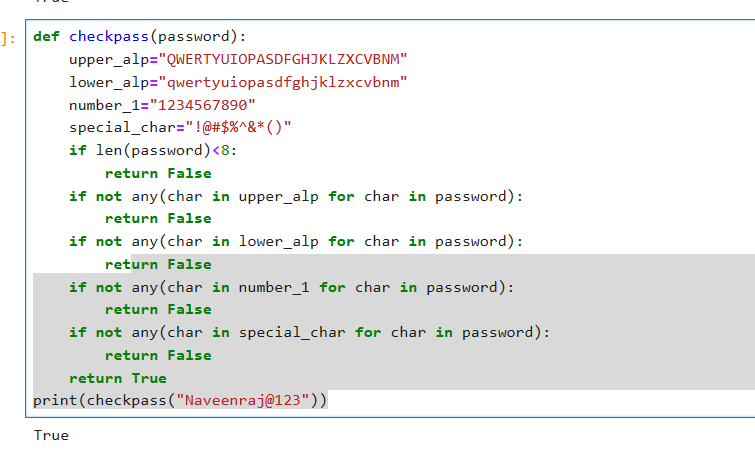 ]:
def checkpass(password):
    upper_alp="QWERTYUIOPASDFGHJKLZXCVBNM"
    lower_alp="qwertyuiopasdfghjklzxcvbnm"
    number_1="1234567890"
    special_char="!@#$%^&*()"
    if len(password)<8:
        return False
    if not any(char in upper_alp for char in password):
        return False
    if not any(char in lower_alp for char in password):
        return False
    if not any(char in number_1 for char in password):
        return False
    if not any(char in special_char for char in password):
        return False
    return True
print(checkpass("Naveenraj@123"))
True